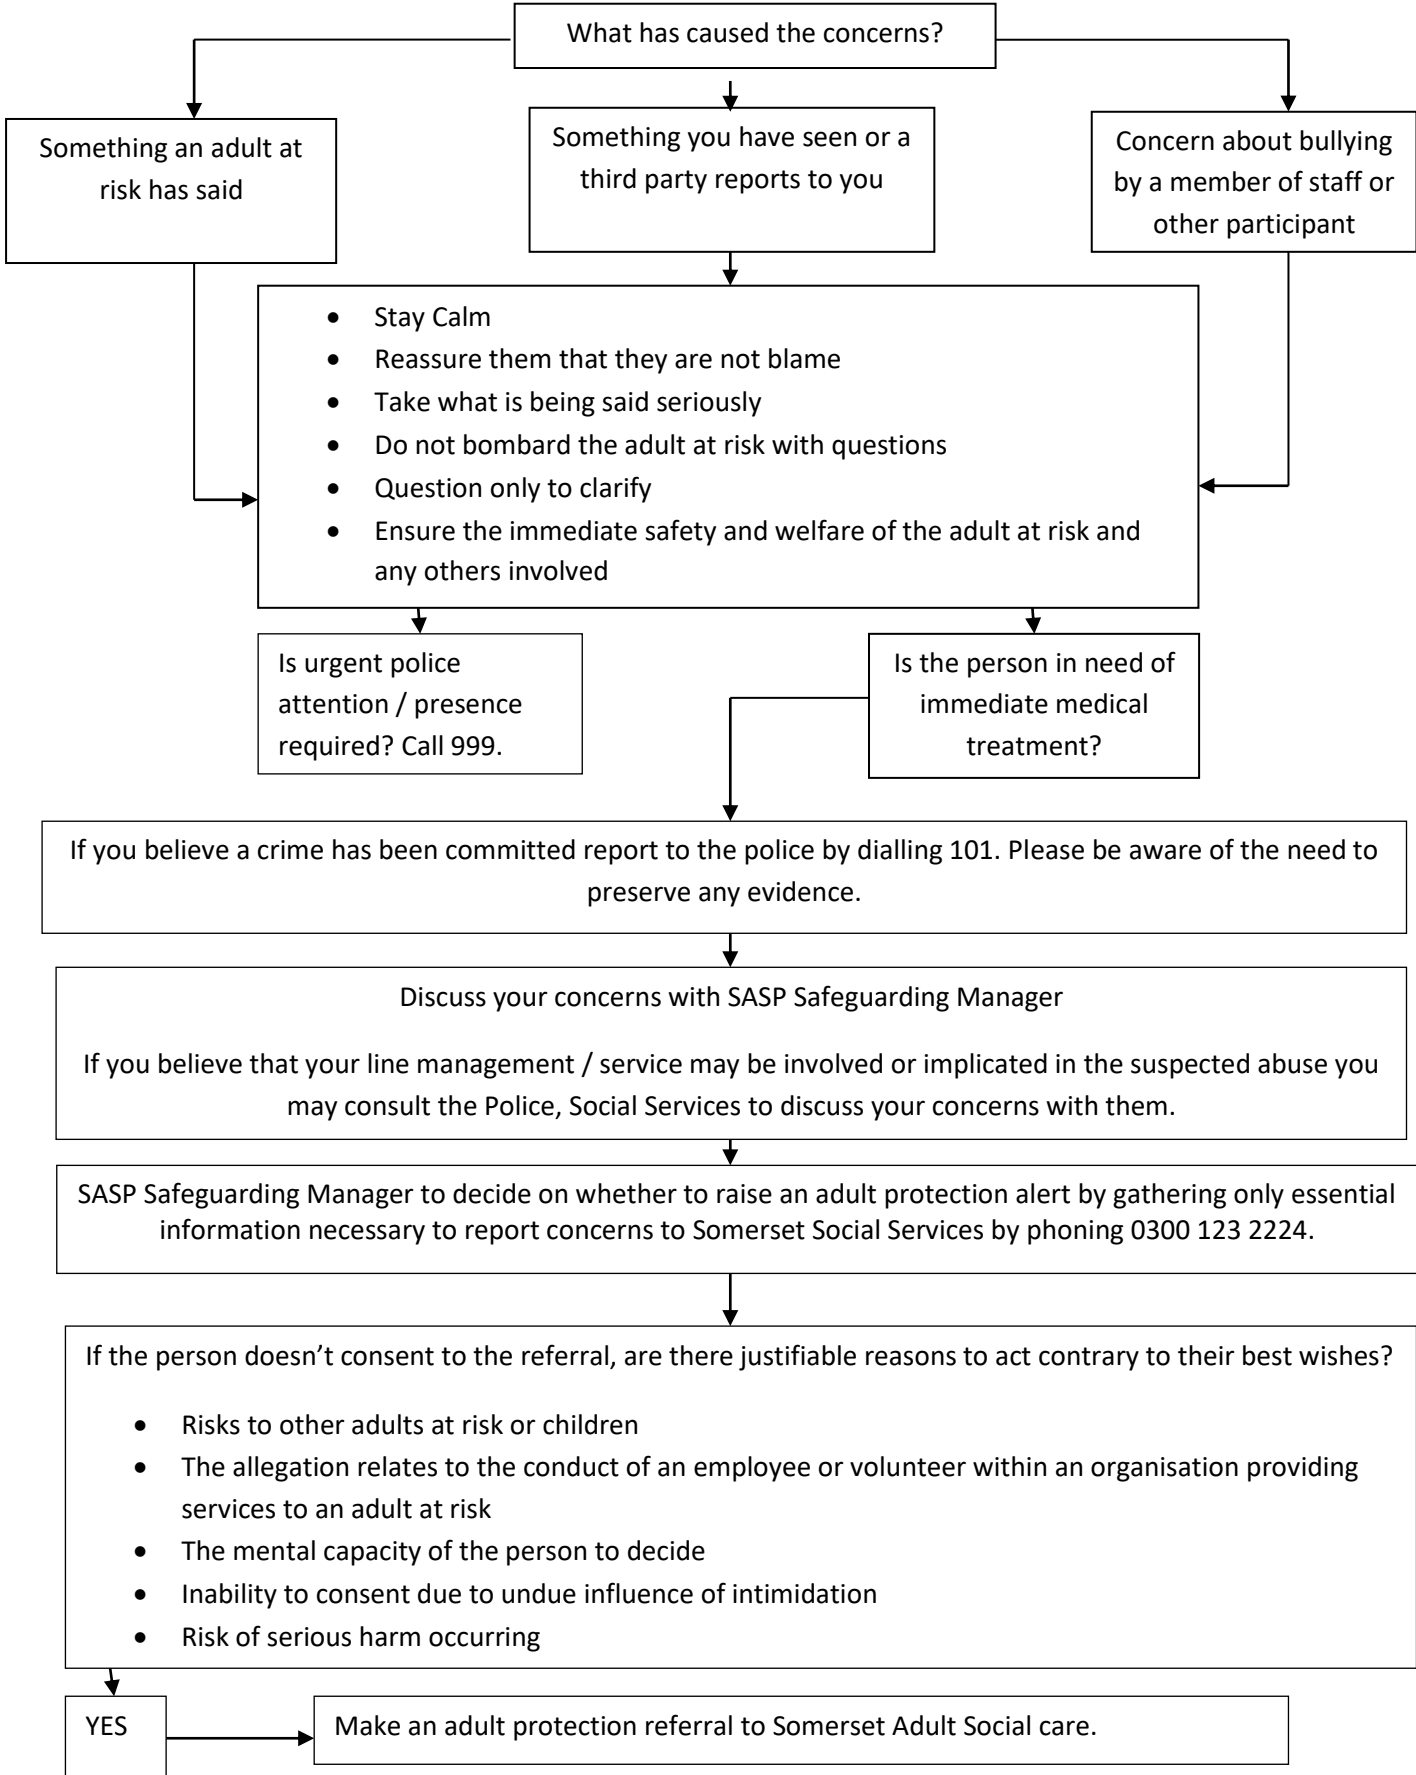 What has caused the concerns?
Something an adult at
risk has said
Something you have seen or a
third party reports to you
Concern about bullying
by a member of staff or
other participant
• Stay Calm
• Reassure them that they are not blame
• Take what is being said seriously
• Do not bombard the adult at risk with questions
• Question only to clarify
• Ensure the immediate safety and welfare of the adult at risk and
any others involved
Is urgent police
attention / presence
required? Call 999.
Is the person in need of
immediate medical
treatment?
If you believe a crime has been committed report to the police by dialling 101. Please be aware of the need to
preserve any evidence.
Discuss your concerns with SASP Safeguarding Manager
If you believe that your line management / service may be involved or implicated in the suspected abuse you
may consult the Police, Social Services to discuss your concerns with them.
SASP Safeguarding Manager to decide on whether to raise an adult protection alert by gathering only essential
information necessary to report concerns to Somerset Social Services by phoning 0300 123 2224.
If the person doesn’t consent to the referral, are there justifiable reasons to act contrary to their best wishes?
• Risks to other adults at risk or children
• The allegation relates to the conduct of an employee or volunteer within an organisation providing
services to an adult at risk
• The mental capacity of the person to decide
• Inability to consent due to undue influence of intimidation
• Risk of serious harm occurring
YES
Make an adult protection referral to Somerset Adult Social care.